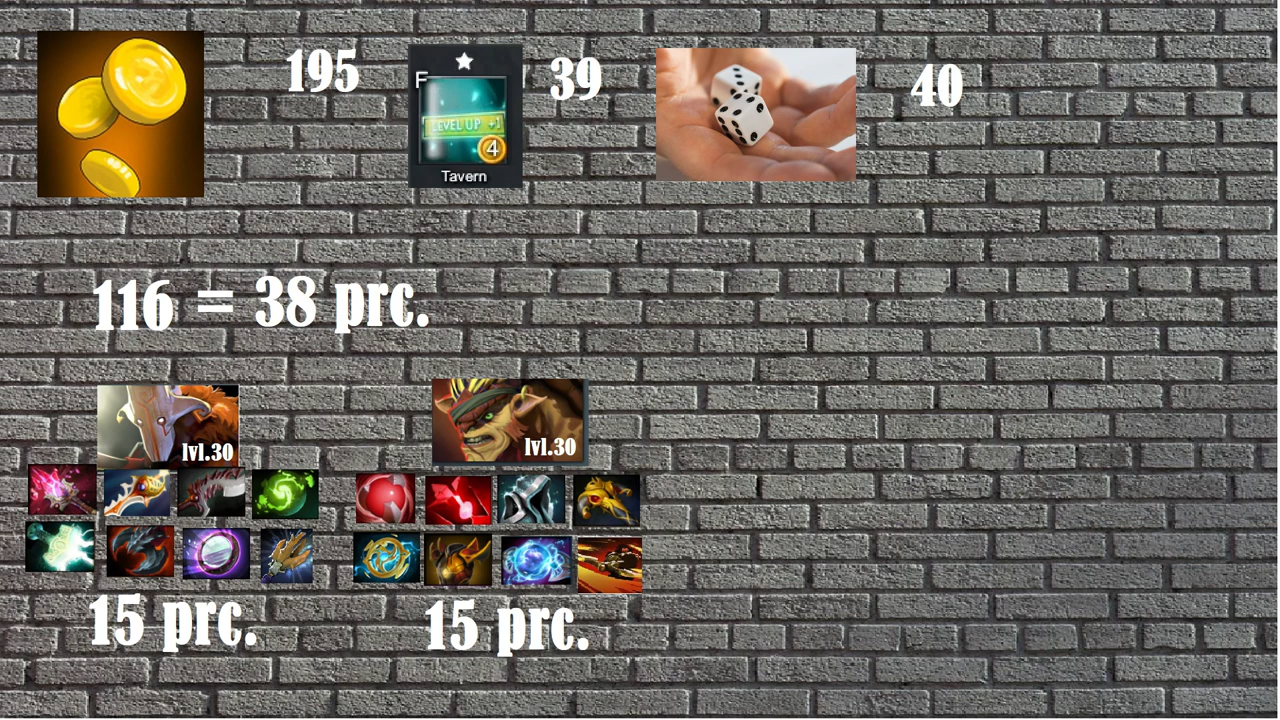 195
F
LEVEL UP +1
4
Tavern
39
40
116 = 38 prc.
lvl.30
lvl.30
15 prc.
15 prc.